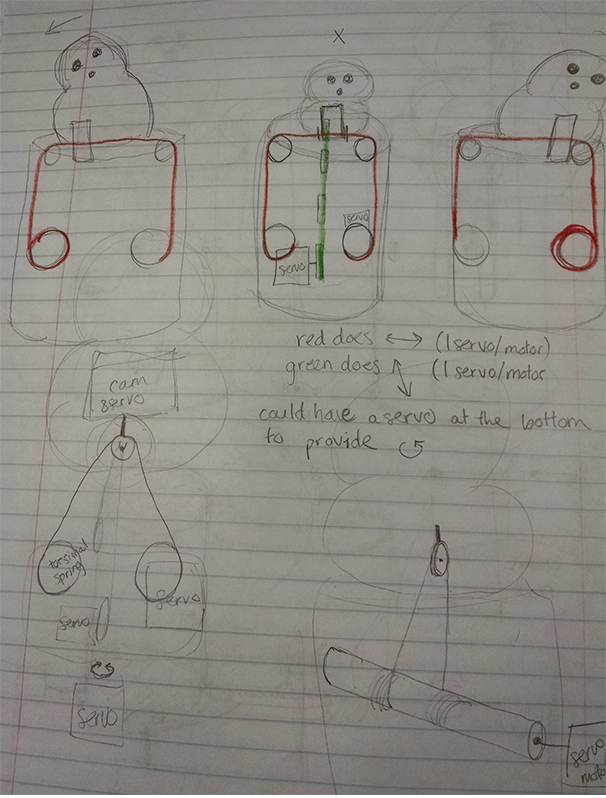 X
servo
servo
red does ↔ (1 servo/motor)
green does ↕ (1 servo/motor
could have a servo at the bottom
to provide ↺
cam
servo
torsional
spring
servo
servo
servo
servo
motor